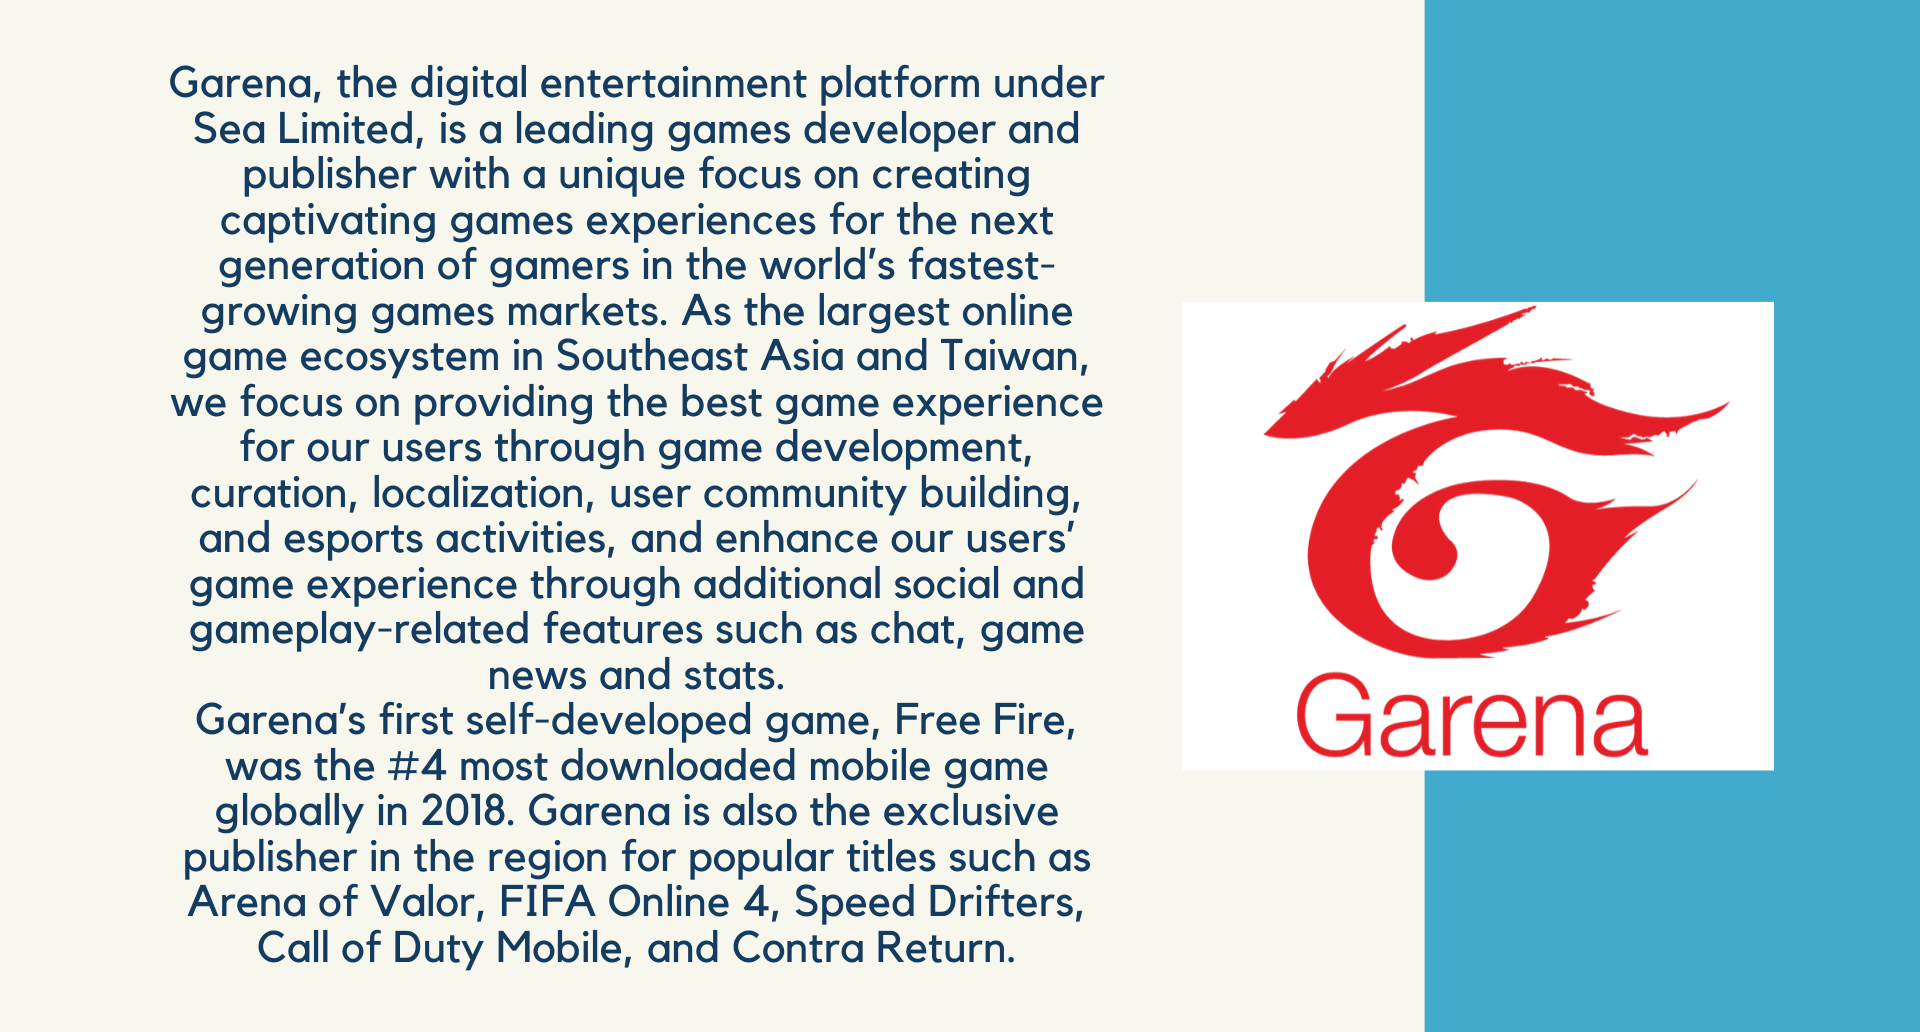 Garena, the digital entertainment platform under
Sea Limited, is a leading games developer and
publisher with a unique focus on creating
captivating games experiences for the next
generation of gamers in the world’s fastest-
growing games markets. As the largest online
game ecosystem in Southeast Asia and Taiwan,
we focus on providing the best game experience
for our users through game development,
curation, localization, user community building,
and esports activities, and enhance our users’
game experience through additional social and
gameplay-related features such as chat, game
news and stats.
Garena’s first self-developed game, Free Fire,
was the #4 most downloaded mobile game
globally in 2018. Garena is also the exclusive
publisher in the region for popular titles such as
Arena of Valor, FIFA Online 4, Speed Drifters,
Call of Duty Mobile, and Contra Return.
Garena